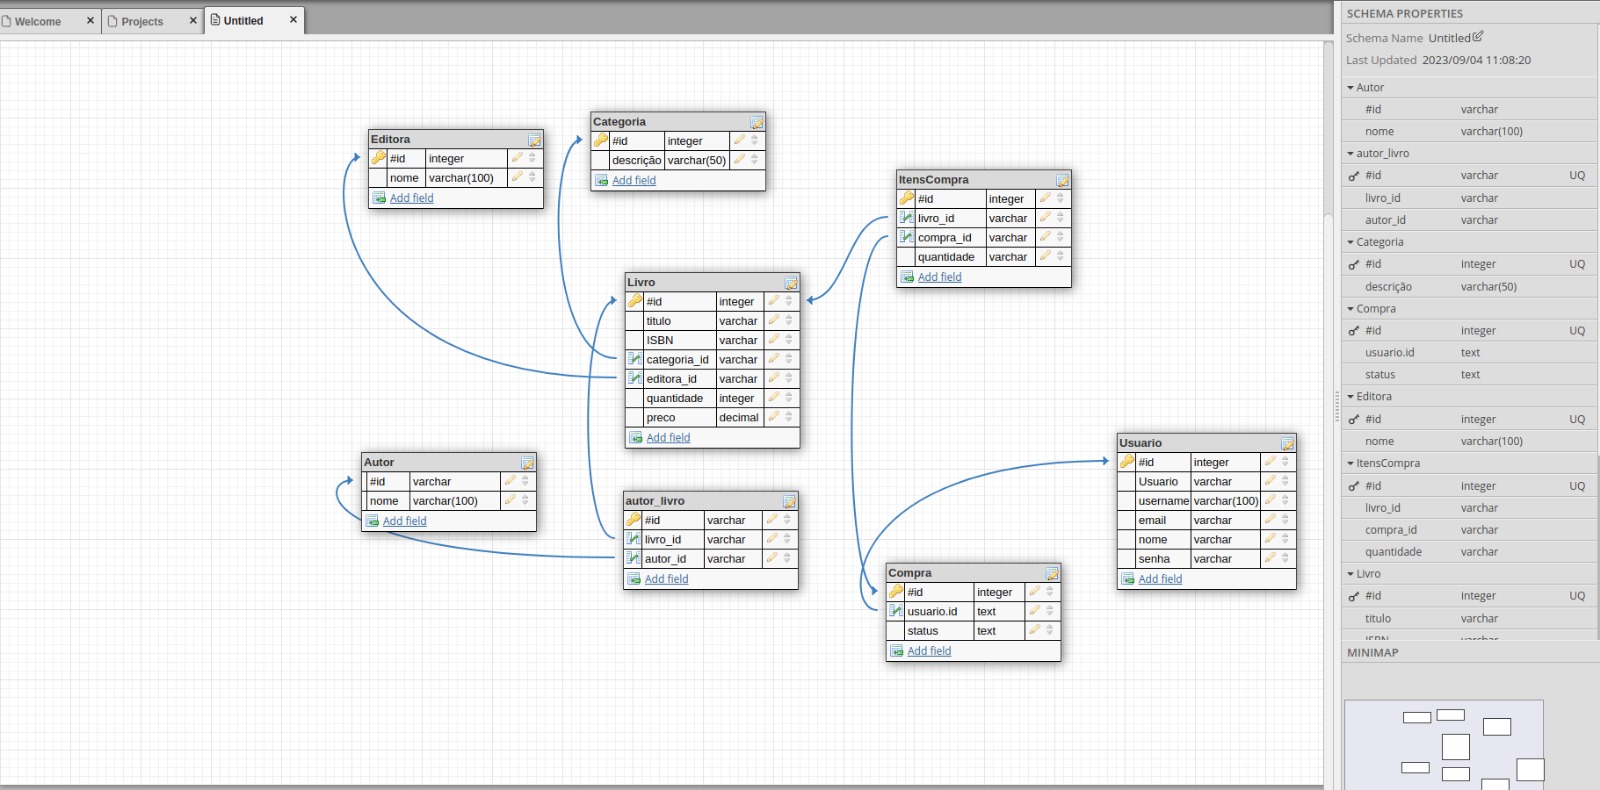 Welcome × Projects × Untitled ×
Editora
#id integer
nome varchar(100)
Add field
Categoria
#id integer
descrição varchar(50)
Add field
ItensCompra
#id integer
livro_id varchar
compra_id varchar
quantidade varchar
Add field
Livro
#id integer
titulo varchar
ISBN varchar
categoria_id varchar
editora_id varchar
quantidade integer
preco decimal
Add field
Autor
#id varchar
nome varchar(100)
Add field
autor_livro
#id varchar
livro_id varchar
autor_id varchar
Add field
Usuario
#id integer
Usuario varchar
username varchar(100)
email varchar
nome varchar
senha varchar
Add field
Compra
#id integer
usuario.id text
status text
Add field
SCHEMA PROPERTIES
Schema Name Untitled
Last Updated 2023/09/04 11:08:20
Autor
#id varchar
nome varchar(100)
autor_livro
#id varchar UQ
livro_id varchar
autor_id varchar
Categoria
#id integer UQ
descrição varchar(50)
Compra
#id integer UQ
usuario.id text
status text
Editora
#id integer UQ
nome varchar(100)
ItensCompra
#id integer UQ
livro_id varchar
compra_id varchar
quantidade varchar
Livro
#id integer UQ
titulo varchar
ISBN varchar
MINIMAP